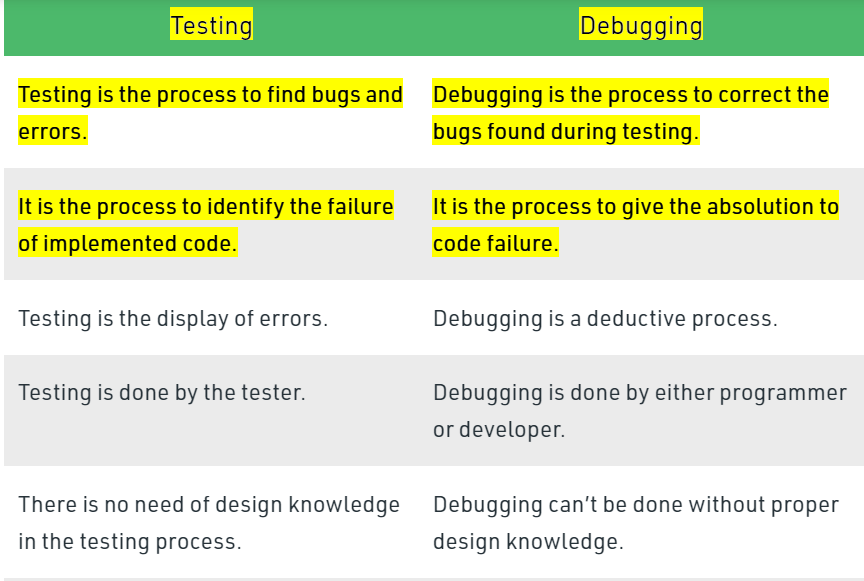 Testing
Debugging
Testing is the process to find bugs and
errors.
Debugging is the process to correct the
bugs found during testing.
It is the process to identify the failure
of implemented code.
It is the process to give the absolution to
code failure.
Testing is the display of errors.
Debugging is a deductive process.
Testing is done by the tester.
Debugging is done by either programmer
or developer.
There is no need of design knowledge
in the testing process.
Debugging can’t be done without proper
design knowledge.